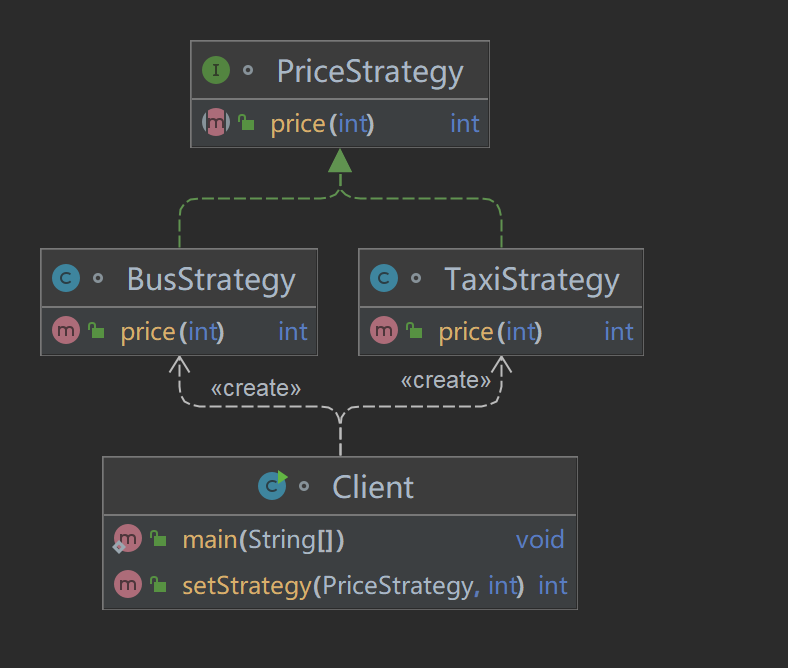 I PriceStrategy
m price(int) int
C BusStrategy
m price(int) int
C TaxiStrategy
m price(int) int
«create»
«create»
C Client
m main(String[]) void
m setStrategy(PriceStrategy, int) int